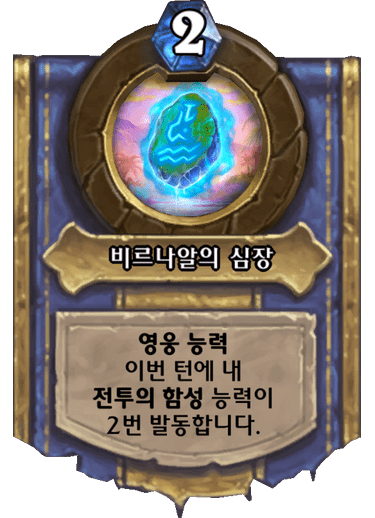 2
비르나알의 심장
영웅 능력
이번 턴에 내
전투의 함성 능력이
2번 발동합니다.